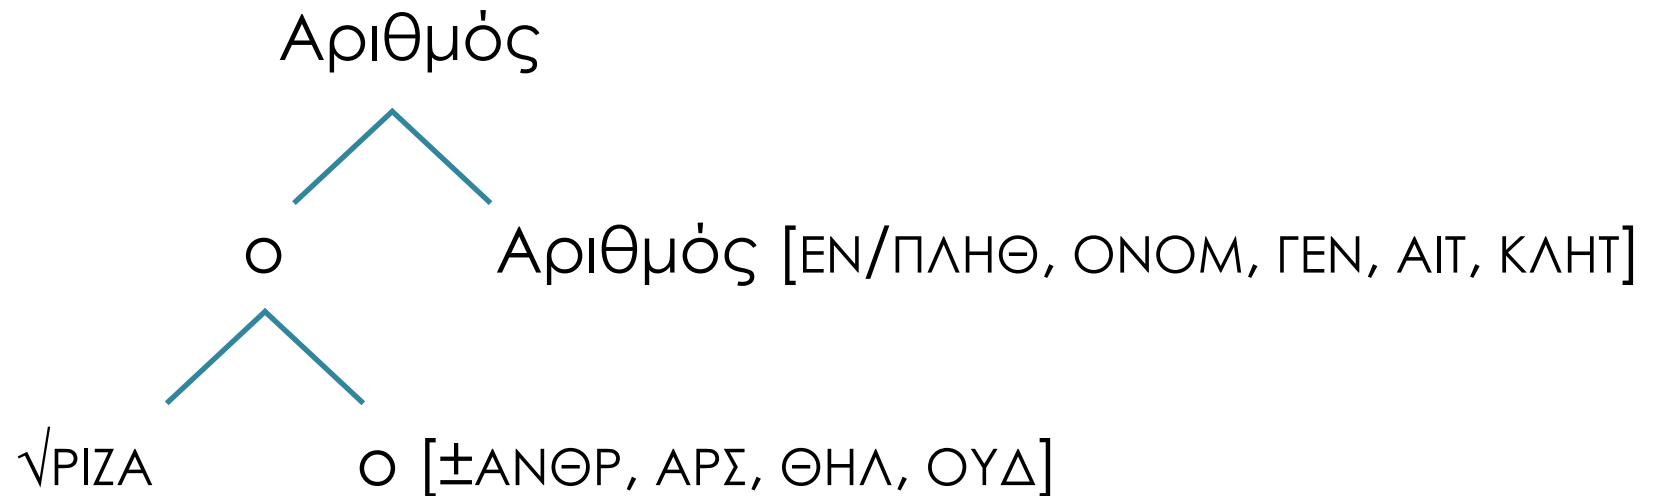 Αριθμός
ο Αριθμός [ΕΝ/ΠΛΗΘ, ΟΝΟΜ, ΓΕΝ, ΑΙΤ, ΚΛΗΤ]
√ΡΙΖΑ ο [±ΑΝΘΡ, ΑΡΣ, ΘΗΛ, ΟΥΔ]